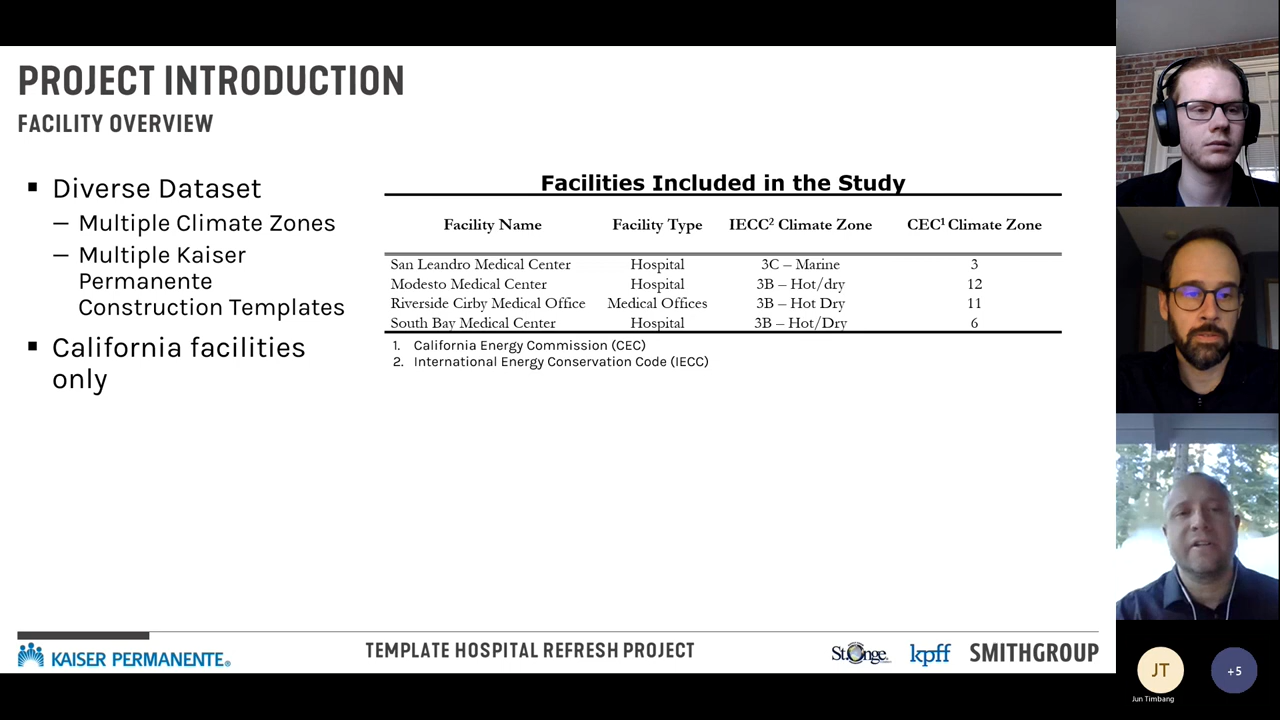 PROJECT INTRODUCTION
FACILITY OVERVIEW
▪ Diverse Dataset
– Multiple Climate Zones
– Multiple Kaiser
Permanente
Construction Templates
▪ California facilities
only
Facilities Included in the Study
Facility Name Facility Type IECC² Climate Zone CEC¹ Climate Zone
San Leandro Medical Center Hospital 3C – Marine 3
Modesto Medical Center Hospital 3B – Hot/dry 12
Riverside Cirby Medical Office Medical Offices 3B – Hot Dry 11
South Bay Medical Center Hospital 3B – Hot/Dry 6
1. California Energy Commission (CEC)
2. International Energy Conservation Code (IECC)
KAISER PERMANENTE®
TEMPLATE HOSPITAL REFRESH PROJECT
St.Onge
kpff
SMITHGROUP
JT
Jun Timbang
+5